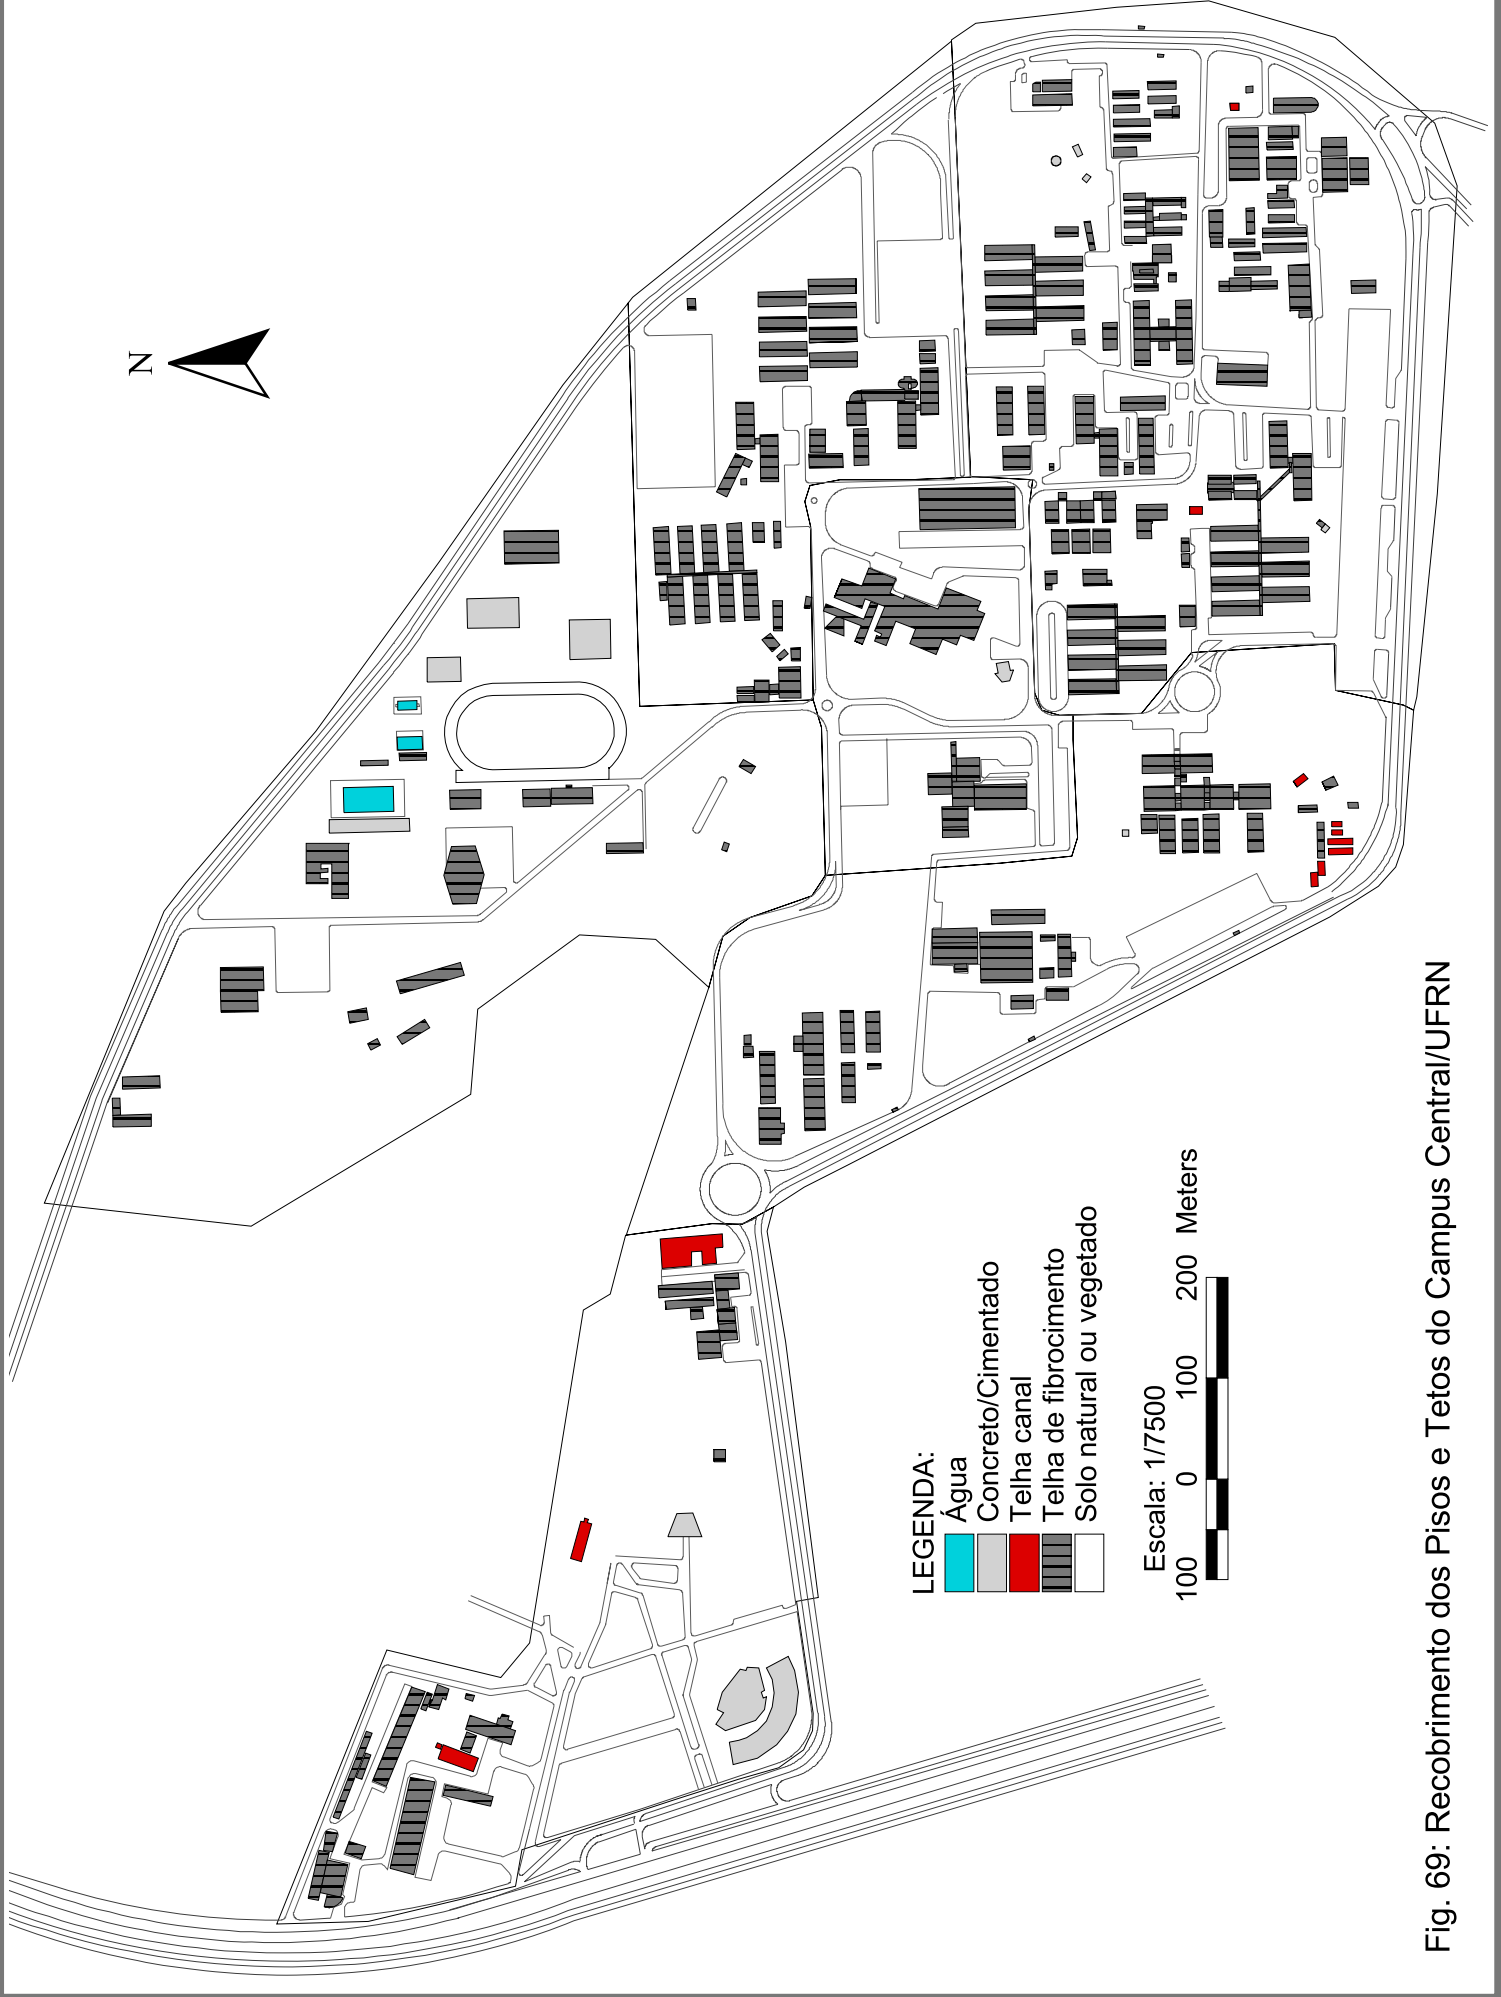 N
LEGENDA:
Água
Concreto/Cimentado
Telha canal
Telha de fibrocimento
Solo natural ou vegetado
Escala: 1/7500
100 0 100 200 Meters
Fig. 69: Recobrimento dos Pisos e Tetos do Campus Central/UFRN